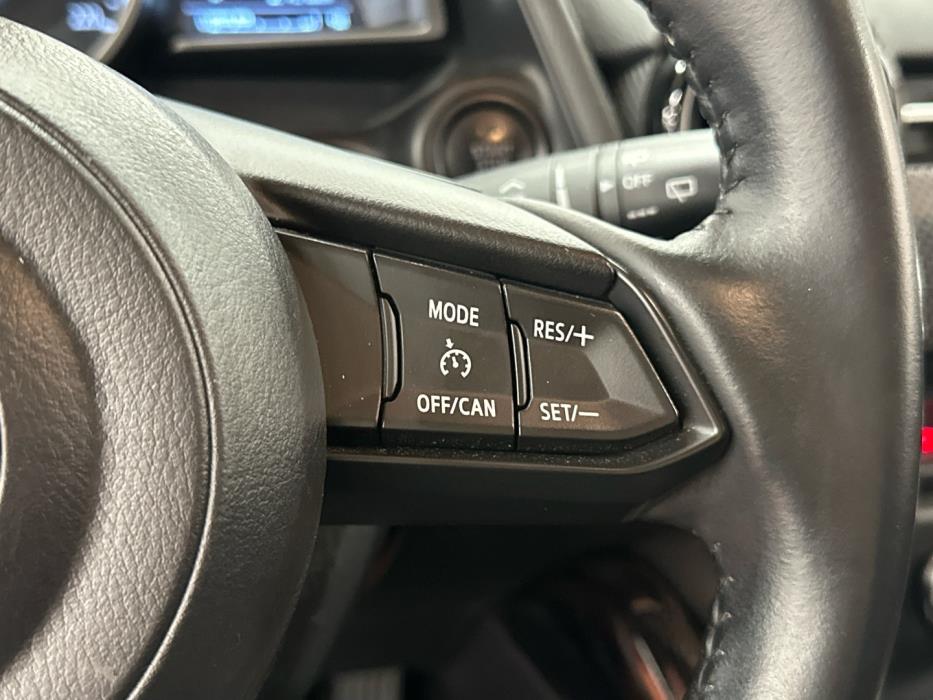 OFF
MODE
RES/+
OFF/CAN
SET/—